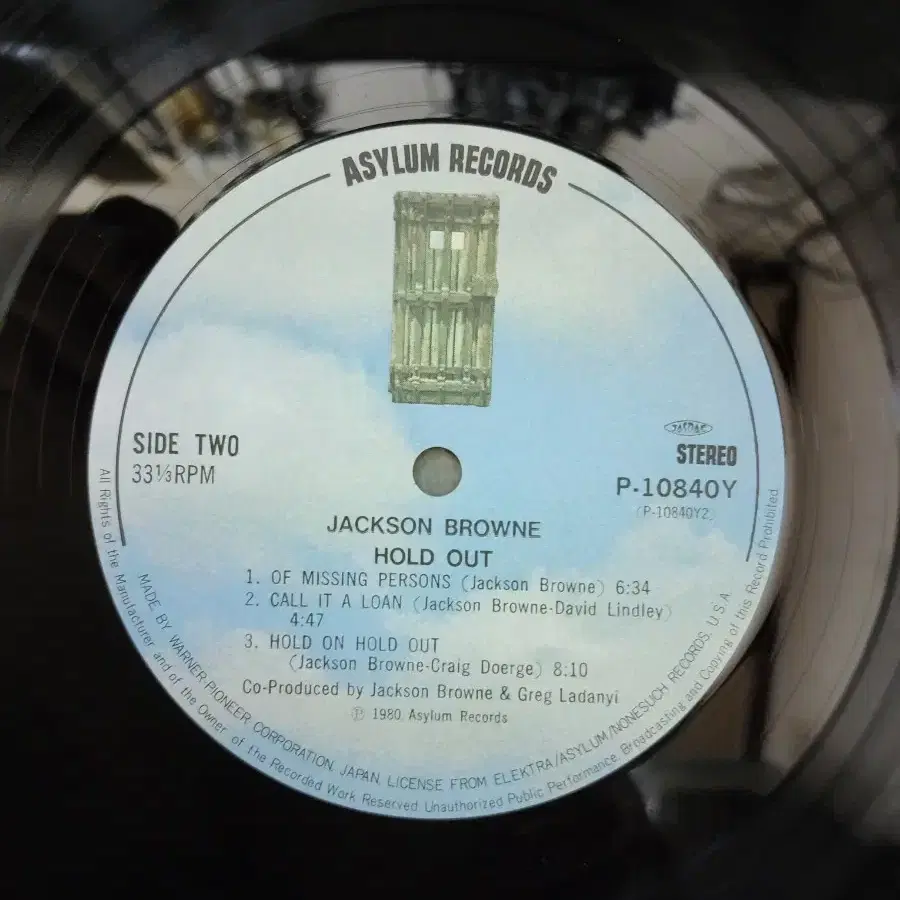 ASYLUM RECORDS
SIDE TWO
33⅓RPM
JASRAC
STEREO
P-10840Y
(P-10840Y2)
JACKSON BROWNE
HOLD OUT
1. OF MISSING PERSONS (Jackson Browne) 6:34
2. CALL IT A LOAN (Jackson Browne-David Lindley)
4:47
3. HOLD ON HOLD OUT
(Jackson Browne-Craig Doerge) 8:10
Co-Produced by Jackson Browne & Greg Ladanyi
Ⓟ 1980, Asylum Records
MADE BY WARNER-PIONEER CORPORATION, JAPAN, LICENSE FROM ELEKTRA/ASYLUM/NONESUCH RECORDS, U.S.A.
All Rights of the Manufacturer and of the Owner of the Recorded Work Reserved Unauthorized Public Performance, Broadcasting and Copying of this Record Prohibited